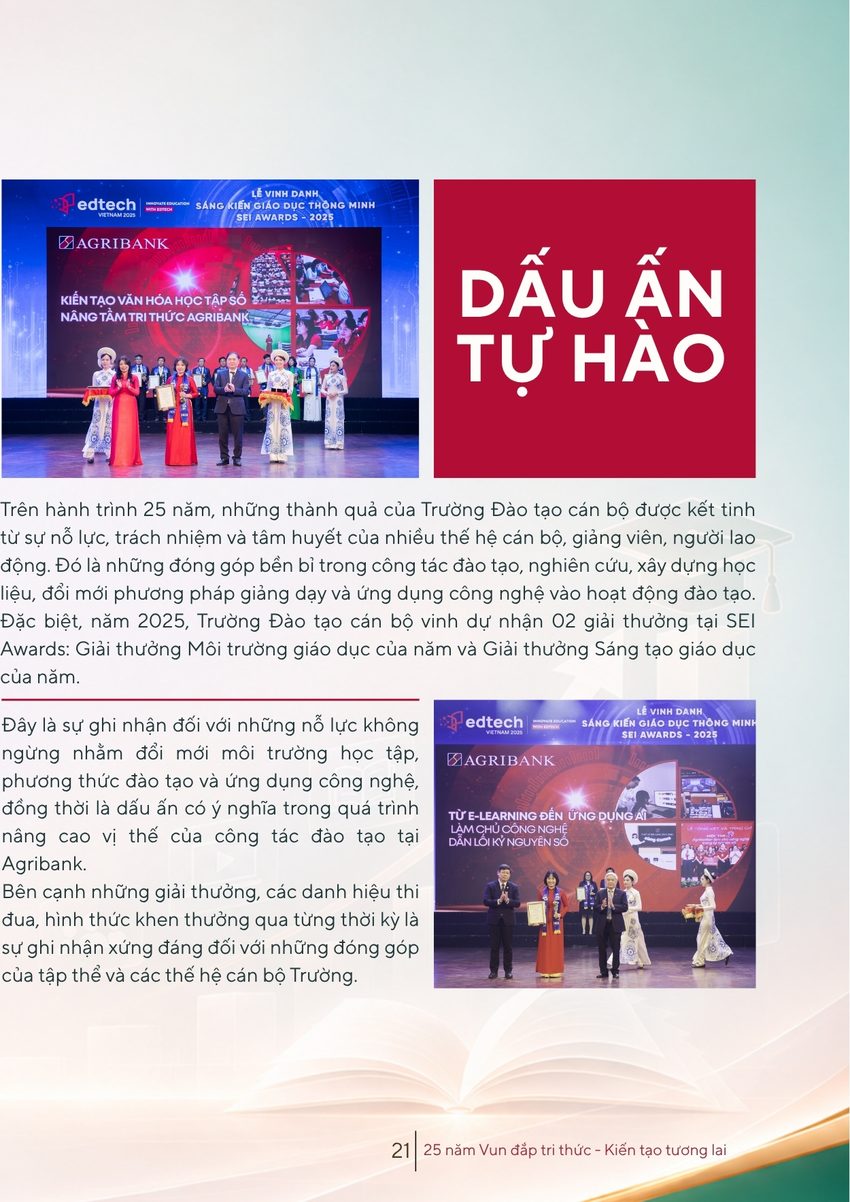 edtech
VIETNAM 2025
INNOVATE EDUCATION
WITH EDTECH
LỄ VINH DANH
SÁNG KIẾN GIÁO DỤC THÔNG MINH
SEI AWARDS - 2025
AGRIBANK
KIẾN TẠO VĂN HÓA HỌC TẬP SỐ
NÂNG TẦM TRI THỨC AGRIBANK
DẤU ẤN
TỰ HÀO
Trên hành trình 25 năm, những thành quả của Trường Đào tạo cán bộ được kết tinh
từ sự nỗ lực, trách nhiệm và tâm huyết của nhiều thế hệ cán bộ, giảng viên, người lao
động. Đó là những đóng góp bền bỉ trong công tác đào tạo, nghiên cứu, xây dựng học
liệu, đổi mới phương pháp giảng dạy và ứng dụng công nghệ vào hoạt động đào tạo.
Đặc biệt, năm 2025, Trường Đào tạo cán bộ vinh dự nhận 02 giải thưởng tại SEI
Awards: Giải thưởng Môi trường giáo dục của năm và Giải thưởng Sáng tạo giáo dục
của năm.
Đây là sự ghi nhận đối với những nỗ lực không
ngừng nhằm đổi mới môi trường học tập,
phương thức đào tạo và ứng dụng công nghệ,
đồng thời là dấu ấn có ý nghĩa trong quá trình
nâng cao vị thế của công tác đào tạo tại
Agribank.
Bên cạnh những giải thưởng, các danh hiệu thi
đua, hình thức khen thưởng qua từng thời kỳ là
sự ghi nhận xứng đáng đối với những đóng góp
của tập thể và các thế hệ cán bộ Trường.
edtech
VIETNAM 2025
INNOVATE EDUCATION
WITH EDTECH
LỄ VINH DANH
SÁNG KIẾN GIÁO DỤC THÔNG MINH
SEI AWARDS - 2025
AGRIBANK
TỪ E-LEARNING ĐẾN ỨNG DỤNG AI
LÀM CHỦ CÔNG NGHỆ
DẪN LỐI KỶ NGUYÊN SỐ
21
25 năm Vun đắp tri thức - Kiến tạo tương lai